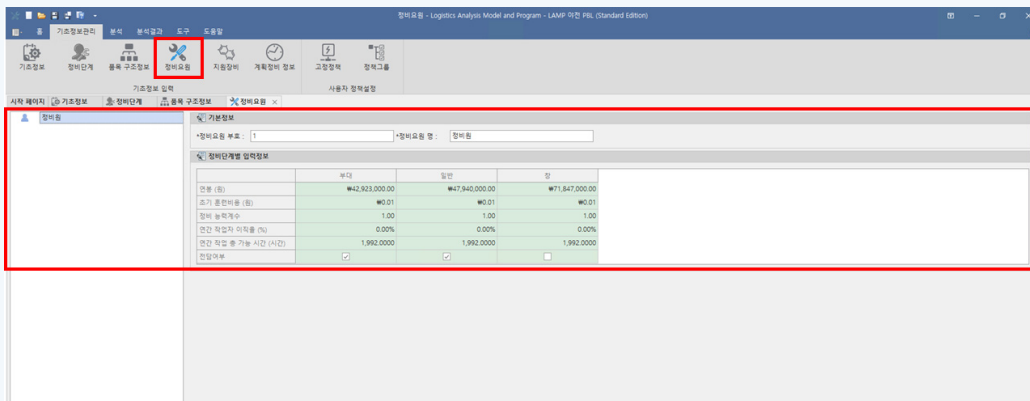 정비요원 - Logistics Analysis Model and Program - LAMP 이전 PBL (Standard Edition)
홈 기초정보관리 분석 분석결과 도구 도움말
기초정보 정비단계 품목 구조정보 정비요원 지원장비 계획정비 정보 고정정책 정책그룹
기초정보 입력 사용자 정책설정
시작 페이지 기초정보 정비단계 품목 구조정보 정비요원 ×
정비원
기본정보
*정비요원 부호 : 1 *정비요원 명 : 정비원
정비단계별 입력정보
부대 일반 창
연봉 (원) ₩42,923,000.00 ₩47,940,000.00 ₩71,847,000.00
초기 훈련비용 (원) ₩0.01 ₩0.01 ₩0.01
정비 능력계수 1.00 1.00 1.00
연간 작업자 이직율 (%) 0.00% 0.00% 0.00%
연간 작업 총 가능 시간 (시간) 1,992.0000 1,992.0000 1,992.0000
전담여부